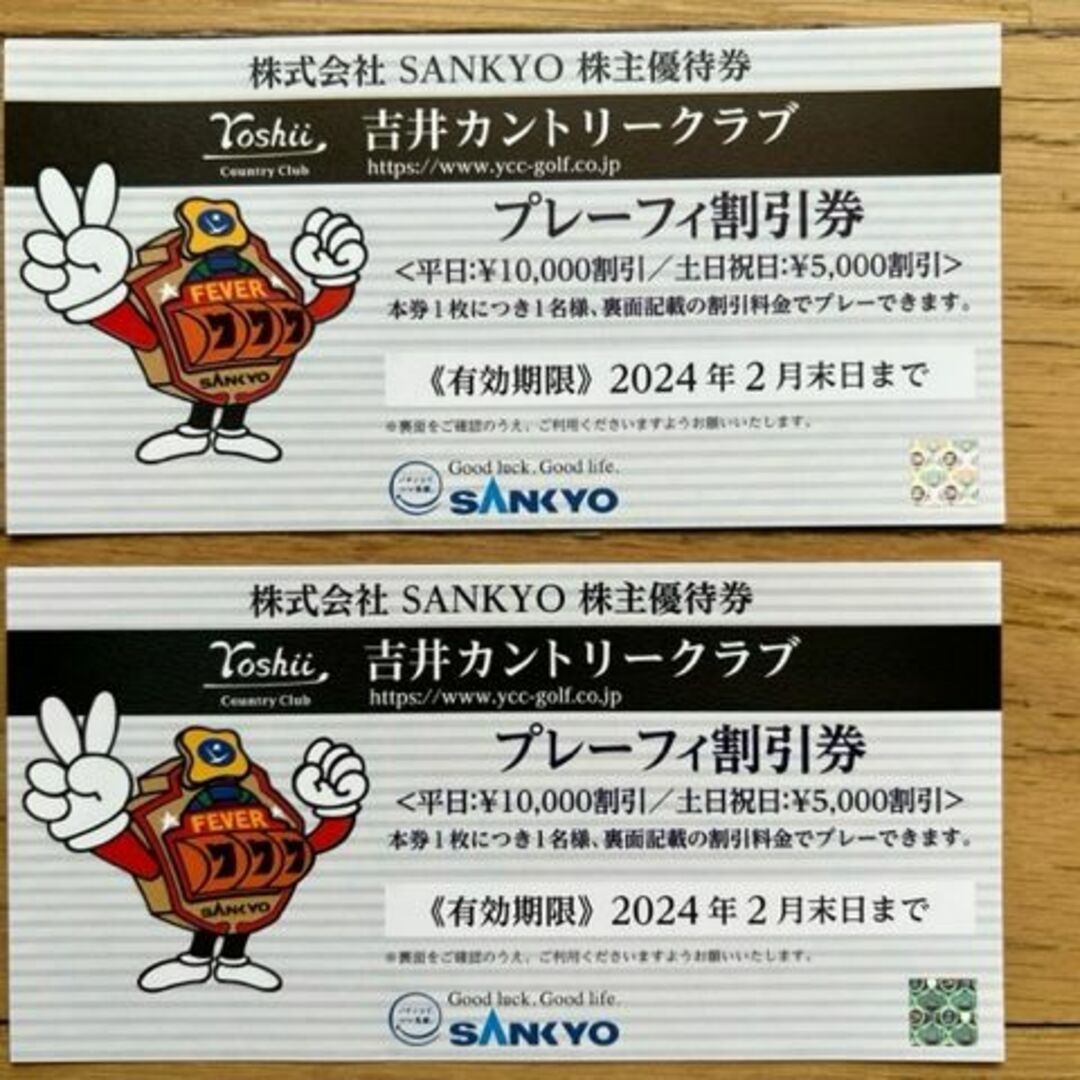 株式会社 SANKYO 株主優待券
Yoshii
Country Club
吉井カントリークラブ
https://www.ycc-golf.co.jp
プレーフィ割引券
<平日:¥10,000割引／土日祝日:¥5,000割引>
本券1枚につき1名様、裏面記載の割引料金でプレーできます。
FEVER
777
SANKYO
《有効期限》2024年2月末日まで
※裏面をご確認のうえ、ご利用くださいますようお願いいたします。
Good luck. Good life.
SANKYO
株式会社 SANKYO 株主優待券
Yoshii
Country Club
吉井カントリークラブ
https://www.ycc-golf.co.jp
プレーフィ割引券
<平日:¥10,000割引／土日祝日:¥5,000割引>
本券1枚につき1名様、裏面記載の割引料金でプレーできます。
FEVER
777
SANKYO
《有効期限》2024年2月末日まで
※裏面をご確認のうえ、ご利用くださいますようお願いいたします。
Good luck. Good life.
SANKYO